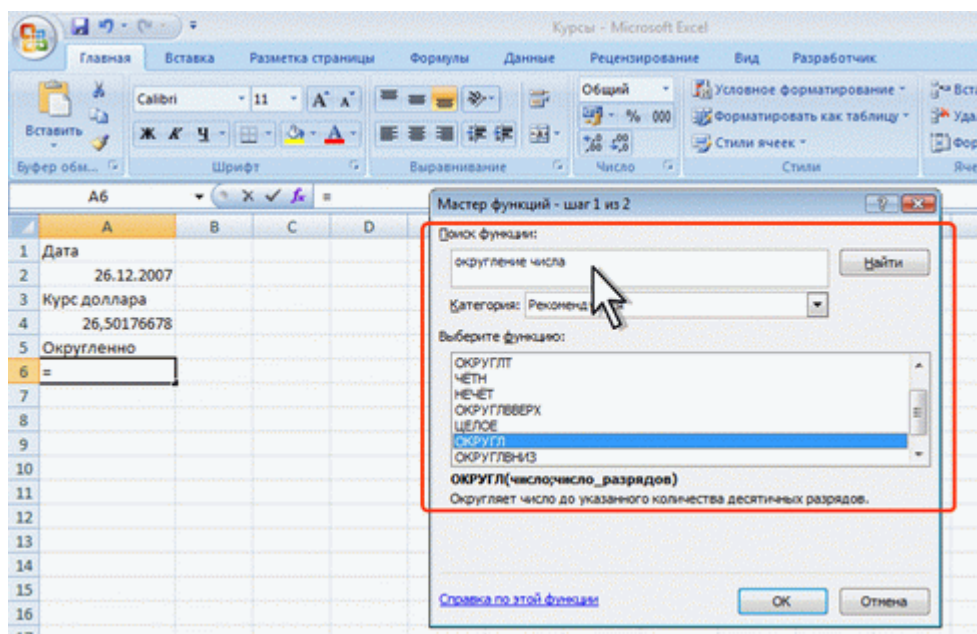 Курсы - Microsoft Excel
Главная Вставка Разметка страницы Формулы Данные Рецензирование Вид Разработчик
Calibri 11 A A Общий Условное форматирование
Вставить Ж К Ч A % 000 Форматировать как таблицу
Стили ячеек
Буфер обм... Шрифт Выравнивание Число Стили
A6 fx =
A B C D
1 Дата
2 26.12.2007
3 Курс доллара
4 26,50176678
5 Округленно
6 =
7
8
9
10
11
12
13
14
15
16
Мастер функций - шаг 1 из 2
Поиск функции:
округление числа
Найти
Категория:
Выберите функцию:
ОКРУГЛТ
ЧЁТН
НЕЧЁТ
ОКРУГЛВВЕРХ
ЦЕЛОЕ
ОКРУГЛ
ОКРУГЛВНИЗ
ОКРУГЛ(число;число_разрядов)
Округляет число до указанного количества десятичных разрядов.
Справка по этой функции
OK Отмена